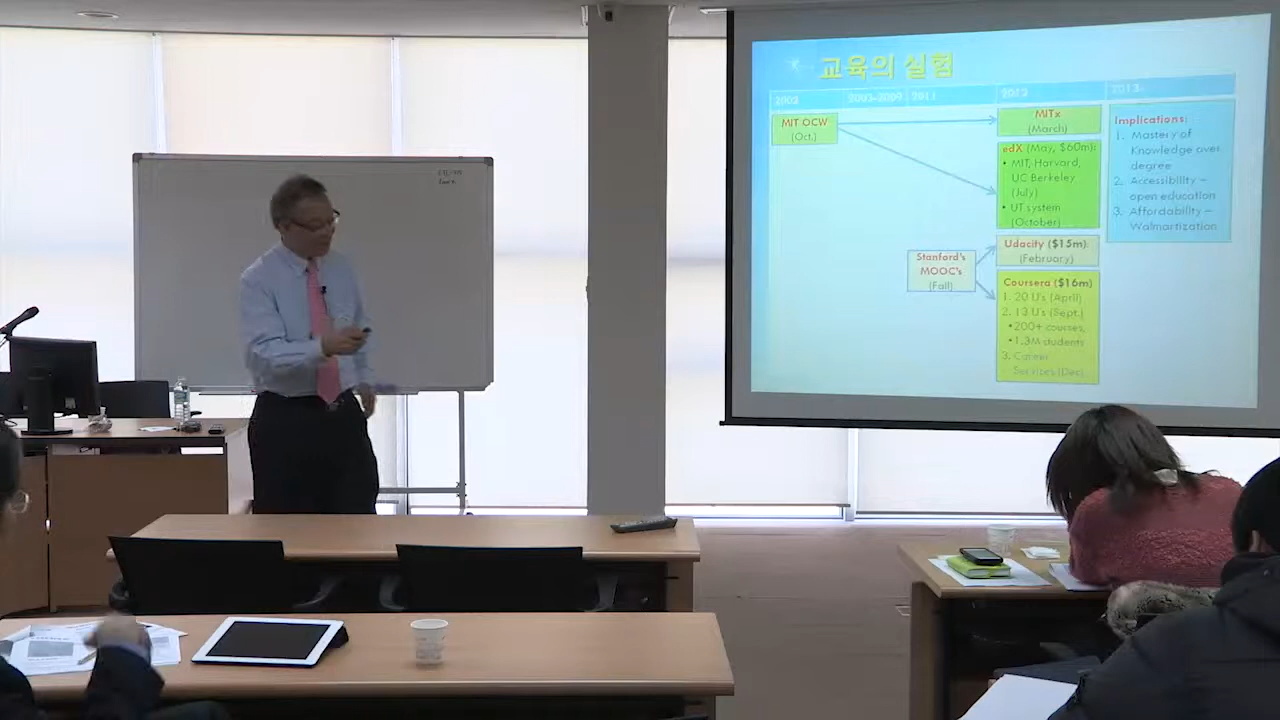 교육의 실험
2002
2003-2009
2011
2012
2013-
MIT OCW
(Oct.)
MITx
(March)
edX (May, $60m):
• MIT, Harvard,
UC Berkeley
(July)
• UT system
(October)
Implications:
1. Mastery of
Knowledge over
degree
2. Accessibility –
open education
3. Affordability –
Walmartization
Stanford's
MOOC's
(Fall)
Udacity ($15m):
(February)
Coursera ($16m)
1. 20 U's (April)
2. 13 U's (Sept.)
• 200+ courses,
• 1.3M students
3. Career
Services (Dec)